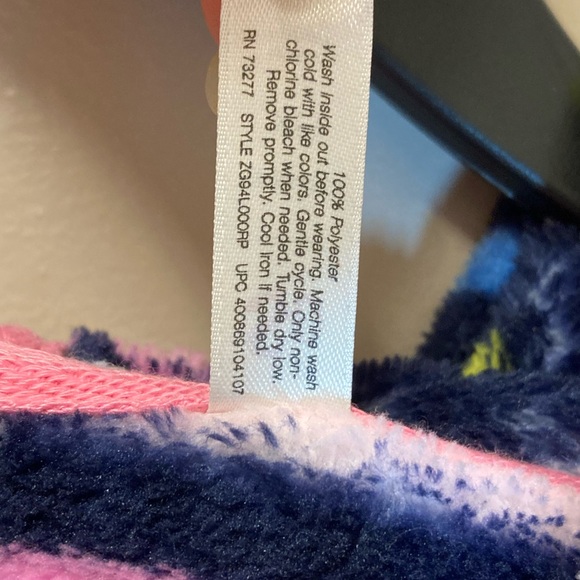 100% Polyester
Wash inside out before wearing. Machine wash
cold with like colors. Gentle cycle. Only non-
chlorine bleach when needed. Tumble dry low.
Remove promptly. Cool Iron if needed.
RN 73277 STYLE ZG94L000RP UPC 400869104107